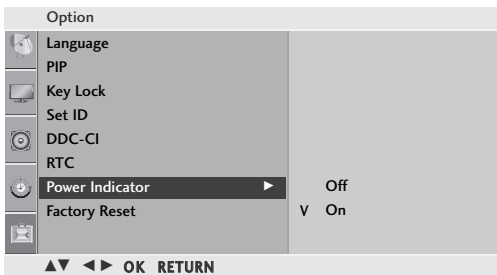 Option
Language
PIP
Key Lock
Set ID
DDC-CI
RTC
Power Indicator ► Off
Factory Reset V On
▲▼ ◄► OK RETURN